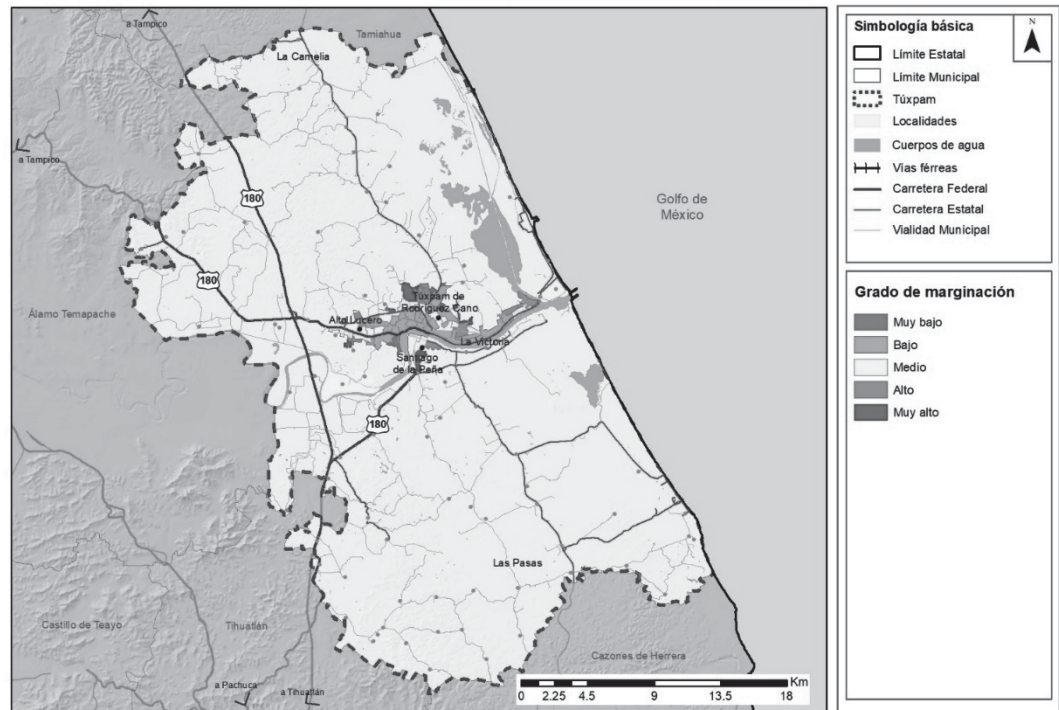 a Tampico
Tamiahua
La Camelia
a Tampico
180
Golfo de
México
180
Álamo Temapache
Túxpam de
Rodríguez Cano
Alto Lucero
La Victoria
Santiago
de la Peña
180
Las Pasas
Castillo de Teayo
Tihuatlán
Cazones de Herrera
a Pachuca
a Tihuatlán
Km
0 2.25 4.5 9 13.5 18
Simbología básica
N
Límite Estatal
Límite Municipal
Túxpam
Localidades
Cuerpos de agua
Vías férreas
Carretera Federal
Carretera Estatal
Vialidad Municipal
Grado de marginación
Muy bajo
Bajo
Medio
Alto
Muy alto